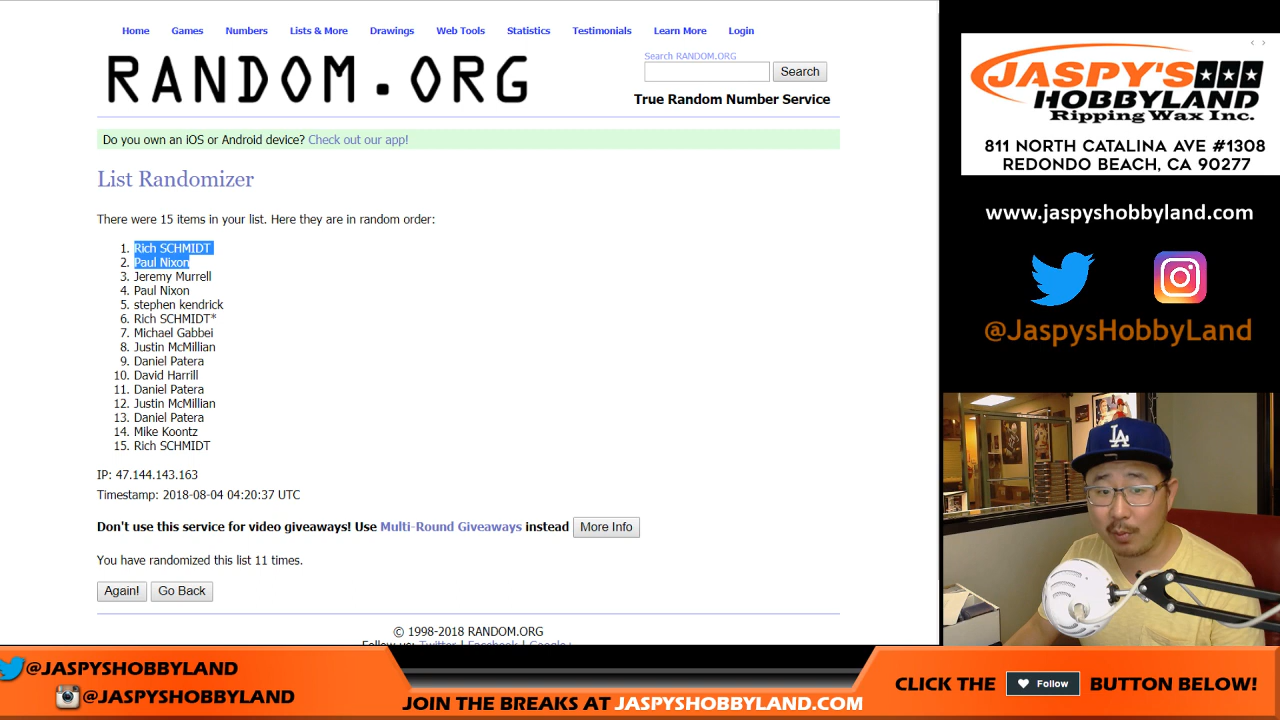 Home Games Numbers Lists & More Drawings Web Tools Statistics Testimonials Learn More Login
RANDOM.ORG
Search RANDOM.ORG
Search
True Random Number Service
Do you own an iOS or Android device? Check out our app!
List Randomizer
There were 15 items in your list. Here they are in random order:
1. Rich SCHMIDT
2. Paul Nixon
3. Jeremy Murrell
4. Paul Nixon
5. stephen kendrick
6. Rich SCHMIDT*
7. Michael Gabbei
8. Justin McMillian
9. Daniel Patera
10. David Harrill
11. Daniel Patera
12. Justin McMillian
13. Daniel Patera
14. Mike Koontz
15. Rich SCHMIDT
IP: 47.144.143.163
Timestamp: 2018-08-04 04:20:37 UTC
Don't use this service for video giveaways! Use Multi-Round Giveaways instead More Info
You have randomized this list 11 times.
Again! Go Back
© 1998-2018 RANDOM.ORG
Follow us: Twitter | Facebook | Google+
JASPY'S
HOBBYLAND
Ripping Wax Inc.
811 NORTH CATALINA AVE #1308
REDONDO BEACH, CA 90277
www.jaspyshobbyland.com
@JaspysHobbyLand
LA
@JASPYSHOBBYLAND
@JASPYSHOBBYLAND
JOIN THE BREAKS AT JASPYSHOBBYLAND.COM
CLICK THE Follow BUTTON BELOW!